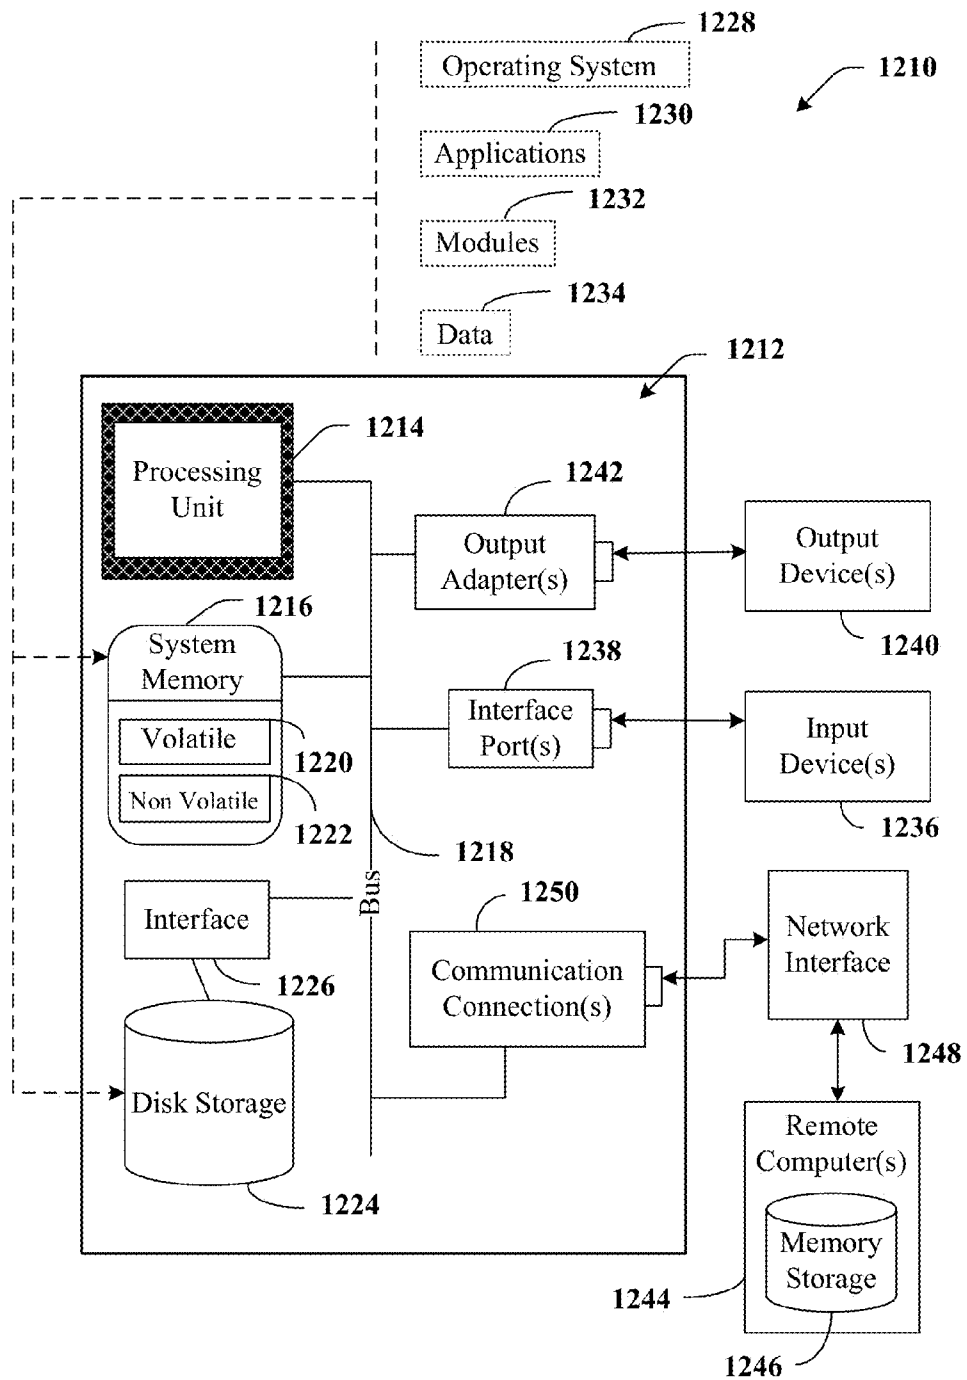 1228
Operating System
1210
1230
Applications
1232
Modules
1234
Data
1212
1214
Processing
Unit
1242
Output
Adapter(s)
Output
Device(s)
1240
1216
System
Memory
Volatile
1220
Non Volatile
1222
1238
Interface
Port(s)
Input
Device(s)
1236
1218
Bus
Interface
1226
1250
Communication
Connection(s)
Network
Interface
1248
Disk Storage
1224
Remote
Computer(s)
Memory
Storage
1244
1246